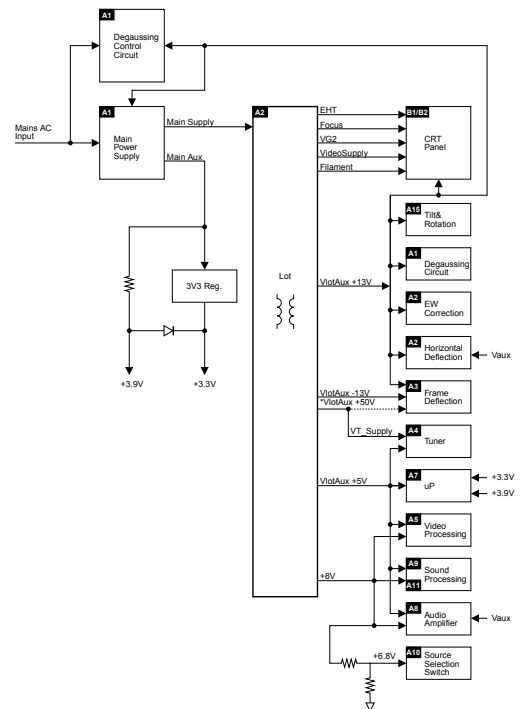 A1
Degaussing
Control
Circuit
Mains AC
Input
A1
Main
Power
Supply
Main Supply
Main Aux
3V3 Reg.
+3.9V
+3.3V
A2
Lot
EHT
Focus
VG2
VideoSupply
Filament
VlotAux +13V
VlotAux -13V
*VlotAux +50V
VT_Supply
VlotAux +5V
+8V
+6.8V
B1/B2
CRT
Panel
A15
Tilt&
Rotation
A1
Degaussing
Circuit
A2
EW
Correction
A2
Horizontal
Deflection
Vaux
A3
Frame
Deflection
A4
Tuner
A7
uP
+3.3V
+3.9V
A5
Video
Processing
A9
Sound
Processing
A11
A8
Audio
Amplifier
Vaux
A10
Source
Selection
Switch